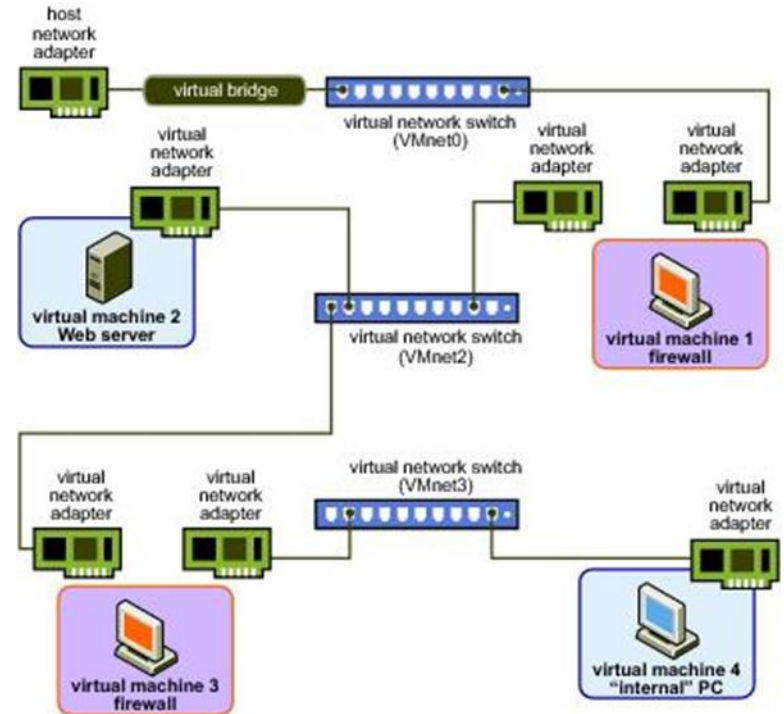 host
network
adapter
virtual bridge
virtual network switch
(VMnet0)
virtual
network
adapter
virtual
network
adapter
virtual
network
adapter
virtual machine 2
Web server
virtual network switch
(VMnet2)
virtual machine 1
firewall
virtual
network
adapter
virtual
network
adapter
virtual network switch
(VMnet3)
virtual
network
adapter
virtual machine 3
firewall
virtual machine 4
“internal” PC